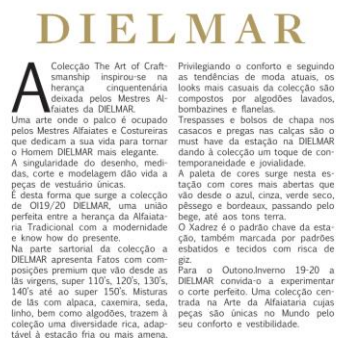 DIELMAR
A Colecção The Art of Craft-
smanship inspirou-se na
herança cinquentenária
deixada pelos Mestres Al-
faiates da DIELMAR.
Uma arte onde o palco é ocupado
pelos Mestres Alfaiates e Costureiras
que dedicam a sua vida para tornar
o Homem DIELMAR mais elegante.
A singularidade do desenho, medi-
das, corte e modelagem dão vida a
peças de vestuário únicas.
É desta forma que surge a colecção
de OI19/20 DIELMAR, uma união
perfeita entre a herança da Alfaiata-
ria Tradicional com a modernidade
e know how do presente.
Na parte sartorial da colecção a
DIELMAR apresenta Fatos com com-
posições premium que vão desde as
lãs virgens, super 110's, 120's, 130's,
140's até ao super 150's. Misturas
de lãs com alpaca, caxemira, seda,
linho, bem como algodões, trazem à
coleção uma diversidade rica, adap-
tável à estação fria ou mais amena.
Privilegiando o conforto e seguindo
as tendências de moda atuais, os
looks mais casuais da colecção são
compostos por algodões lavados,
bombazines e flanelas.
Trespasses e bolsos de chapa nos
casacos e pregas nas calças são o
must have da estação na DIELMAR
dando à colecção um toque de con-
temporaneidade e jovialidade.
A paleta de cores surge nesta es-
tação com cores mais abertas que
vão desde o azul, cinza, verde seco,
pêssego e bordeaux, passando pelo
bege, até aos tons terra.
O Xadrez é o padrão chave da esta-
ção, também marcada por padrões
esbatidos e tecidos com risca de
giz.
Para o Outono.Inverno 19-20 a
DIELMAR convida-o a experimentar
o corte perfeito. Uma colecção cen-
trada na Arte da Alfaiataria cujas
peças são únicas no Mundo pelo
seu conforto e vestibilidade.